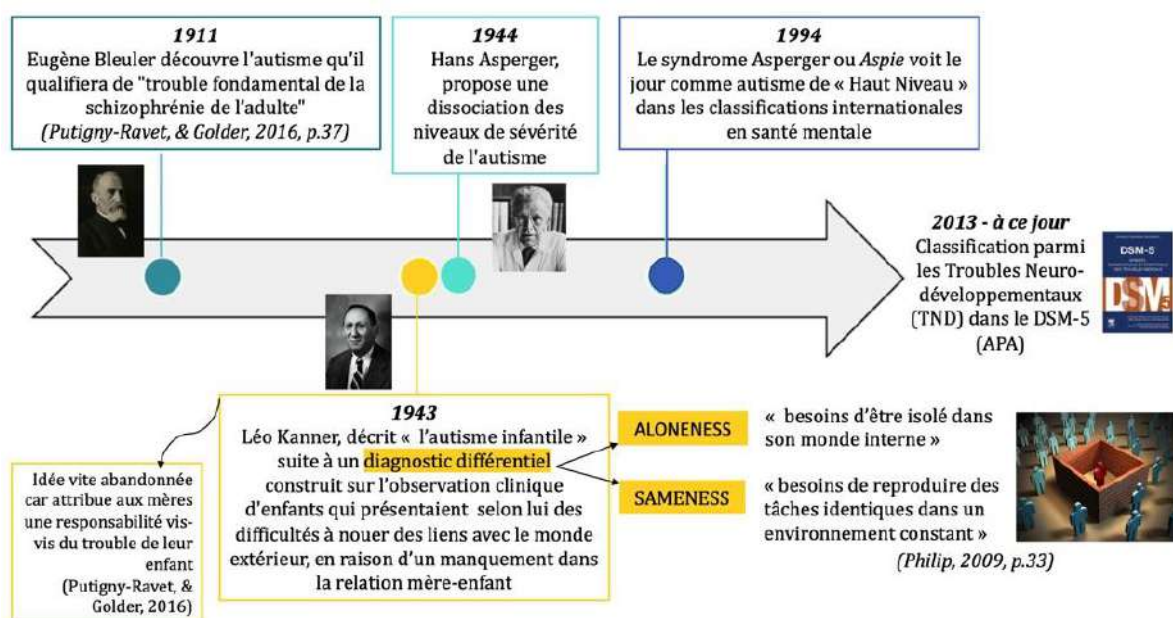 1911
Eugène Bleuler découvre l'autisme qu'il
qualifiera de "trouble fondamental de la
schizophrénie de l'adulte"
(Putigny-Ravet, & Golder, 2016, p.37)
1944
Hans Asperger,
propose une
dissociation des
niveaux de sévérité
de l'autisme
1994
Le syndrome Asperger ou Aspie voit le
jour comme autisme de « Haut Niveau »
dans les classifications internationales
en santé mentale
2013 - à ce jour
Classification parmi
les Troubles Neuro-
développementaux
(TND) dans le DSM-5
(APA)
DSM-5
DSM
5
1943
Léo Kanner, décrit « l'autisme infantile »
suite à un diagnostic différentiel
construit sur l'observation clinique
d'enfants qui présentaient selon lui des
difficultés à nouer des liens avec le monde
extérieur, en raison d'un manquement dans
la relation mère-enfant
Idée vite abandonnée
car attribue aux mères
une responsabilité vis-
vis du trouble de leur
enfant
(Putigny-Ravet, &
Golder, 2016)
ALONENESS
« besoins d'être isolé dans
son monde interne »
SAMENESS
« besoins de reproduire des
tâches identiques dans un
environnement constant »
(Philip, 2009, p.33)